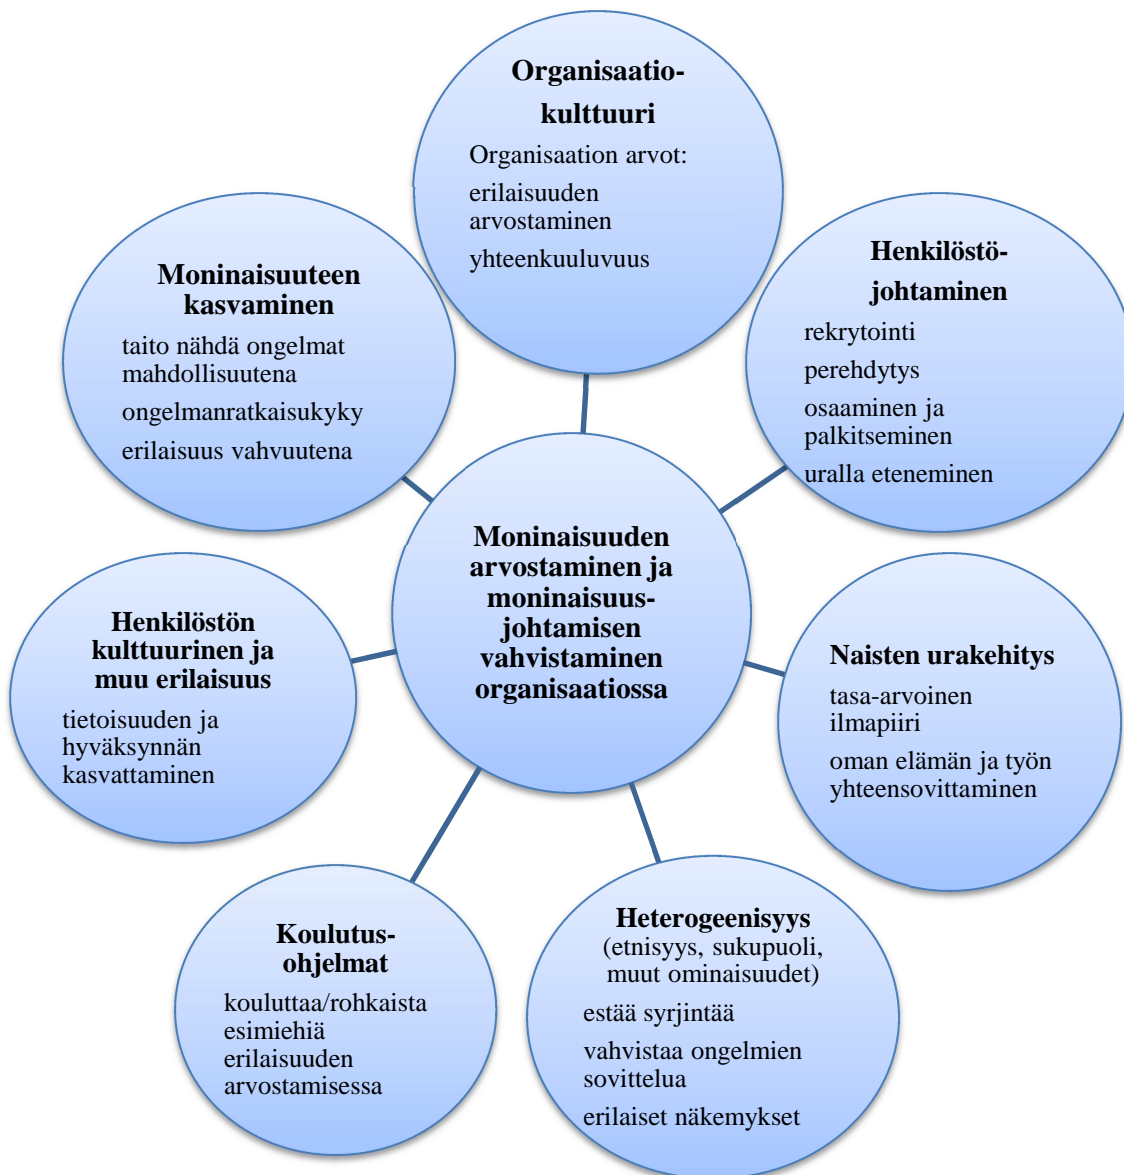 Organisaatio-
kulttuuri
Organisaation arvot:
erilaisuuden
arvostaminen
yhteenkuuluvuus
Henkilöstö-
johtaminen
rekrytointi
perehdytys
osaaminen ja
palkitseminen
uralla eteneminen
Moninaisuuteen
kasvaminen
taito nähdä ongelmat
mahdollisuutena
ongelmanratkaisukyky
erilaisuus vahvuutena
Moninaisuuden
arvostaminen ja
moninaisuus-
johtamisen
vahvistaminen
organisaatiossa
Henkilöstön
kulttuurinen ja
muu erilaisuus
tietoisuuden ja
hyväksynnän
kasvattaminen
Naisten urakehitys
tasa-arvoinen
ilmapiiri
oman elämän ja työn
yhteensovittaminen
Koulutus-
ohjelmat
kouluttaa/rohkaista
esimiehiä
erilaisuuden
arvostamisessa
Heterogeenisyys
(etnisyys, sukupuoli,
muut ominaisuudet)
estää syrjintää
vahvistaa ongelmien
sovittelua
erilaiset näkemykset